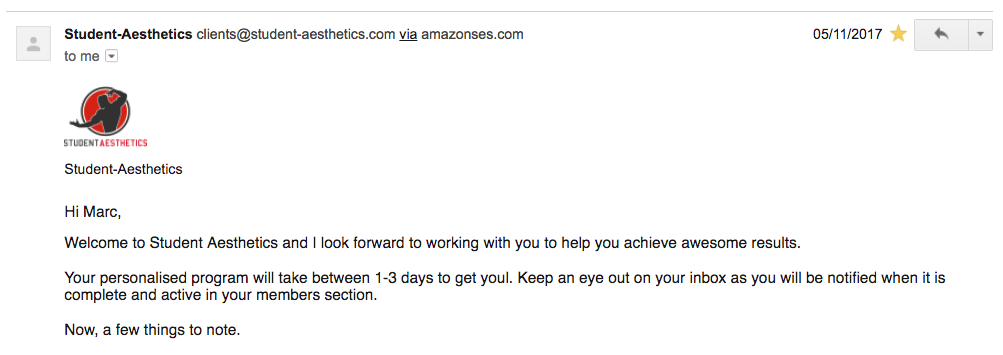 Student-Aesthetics clients@student-aesthetics.com via amazonses.com 05/11/2017
to me
STUDENTAESTHETICS
Student-Aesthetics
Hi Marc,
Welcome to Student Aesthetics and I look forward to working with you to help you achieve awesome results.
Your personalised program will take between 1-3 days to get youl. Keep an eye out on your inbox as you will be notified when it is
complete and active in your members section.
Now, a few things to note.